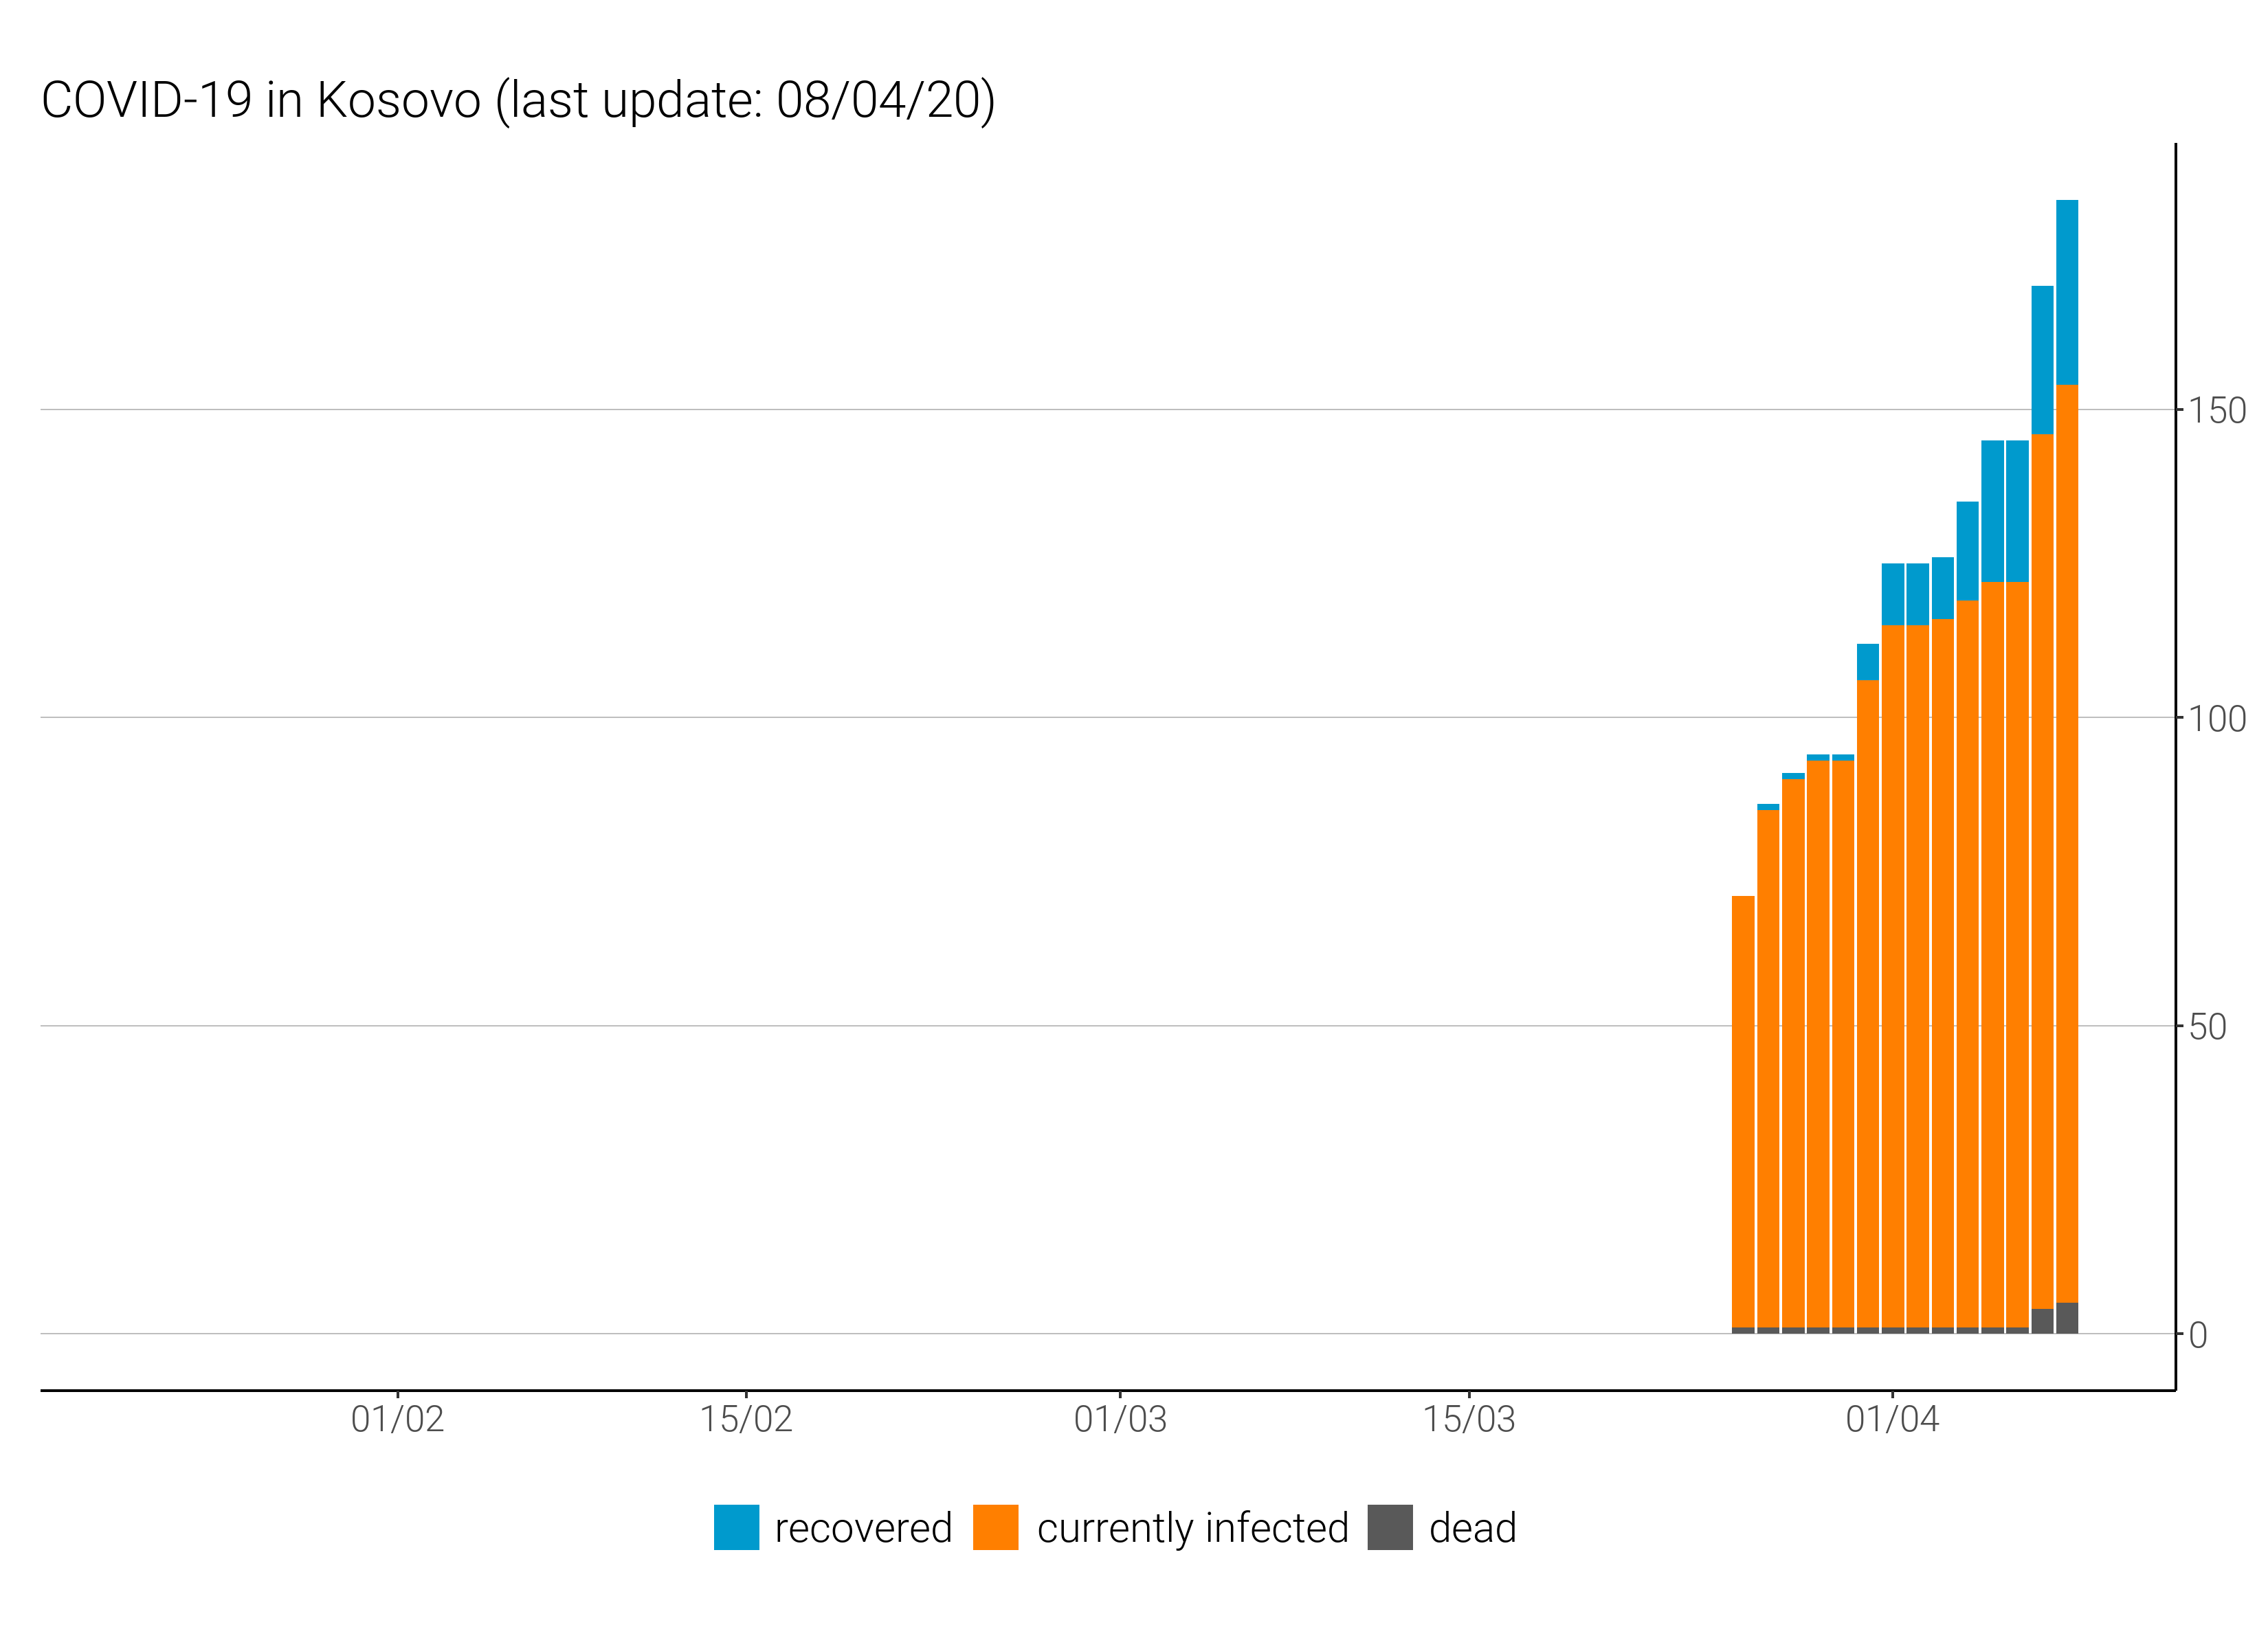 COVID-19 in Kosovo (last update: 08/04/20)
150
100
50
0
01/02 15/02 01/03 15/03 01/04
recovered currently infected dead